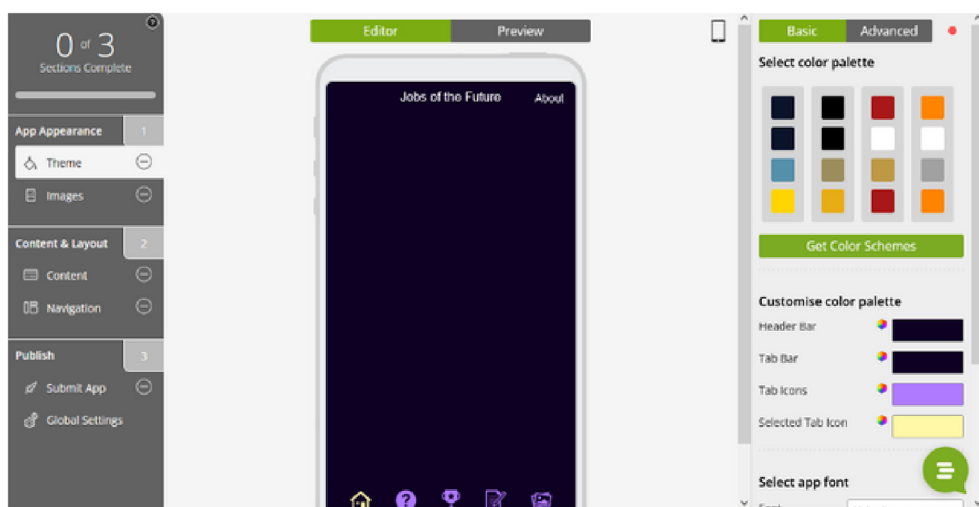 0 of 3
Sections Complete
App Appearance 1
Theme
Images
Content & Layout 2
Content
Navigation
Publish 3
Submit App
Global Settings
Editor Preview
Jobs of the Future About
Basic Advanced
Select color palette
Get Color Schemes
Customise color palette
Header Bar
Tab Bar
Tab Icons
Selected Tab Icon
Select app font